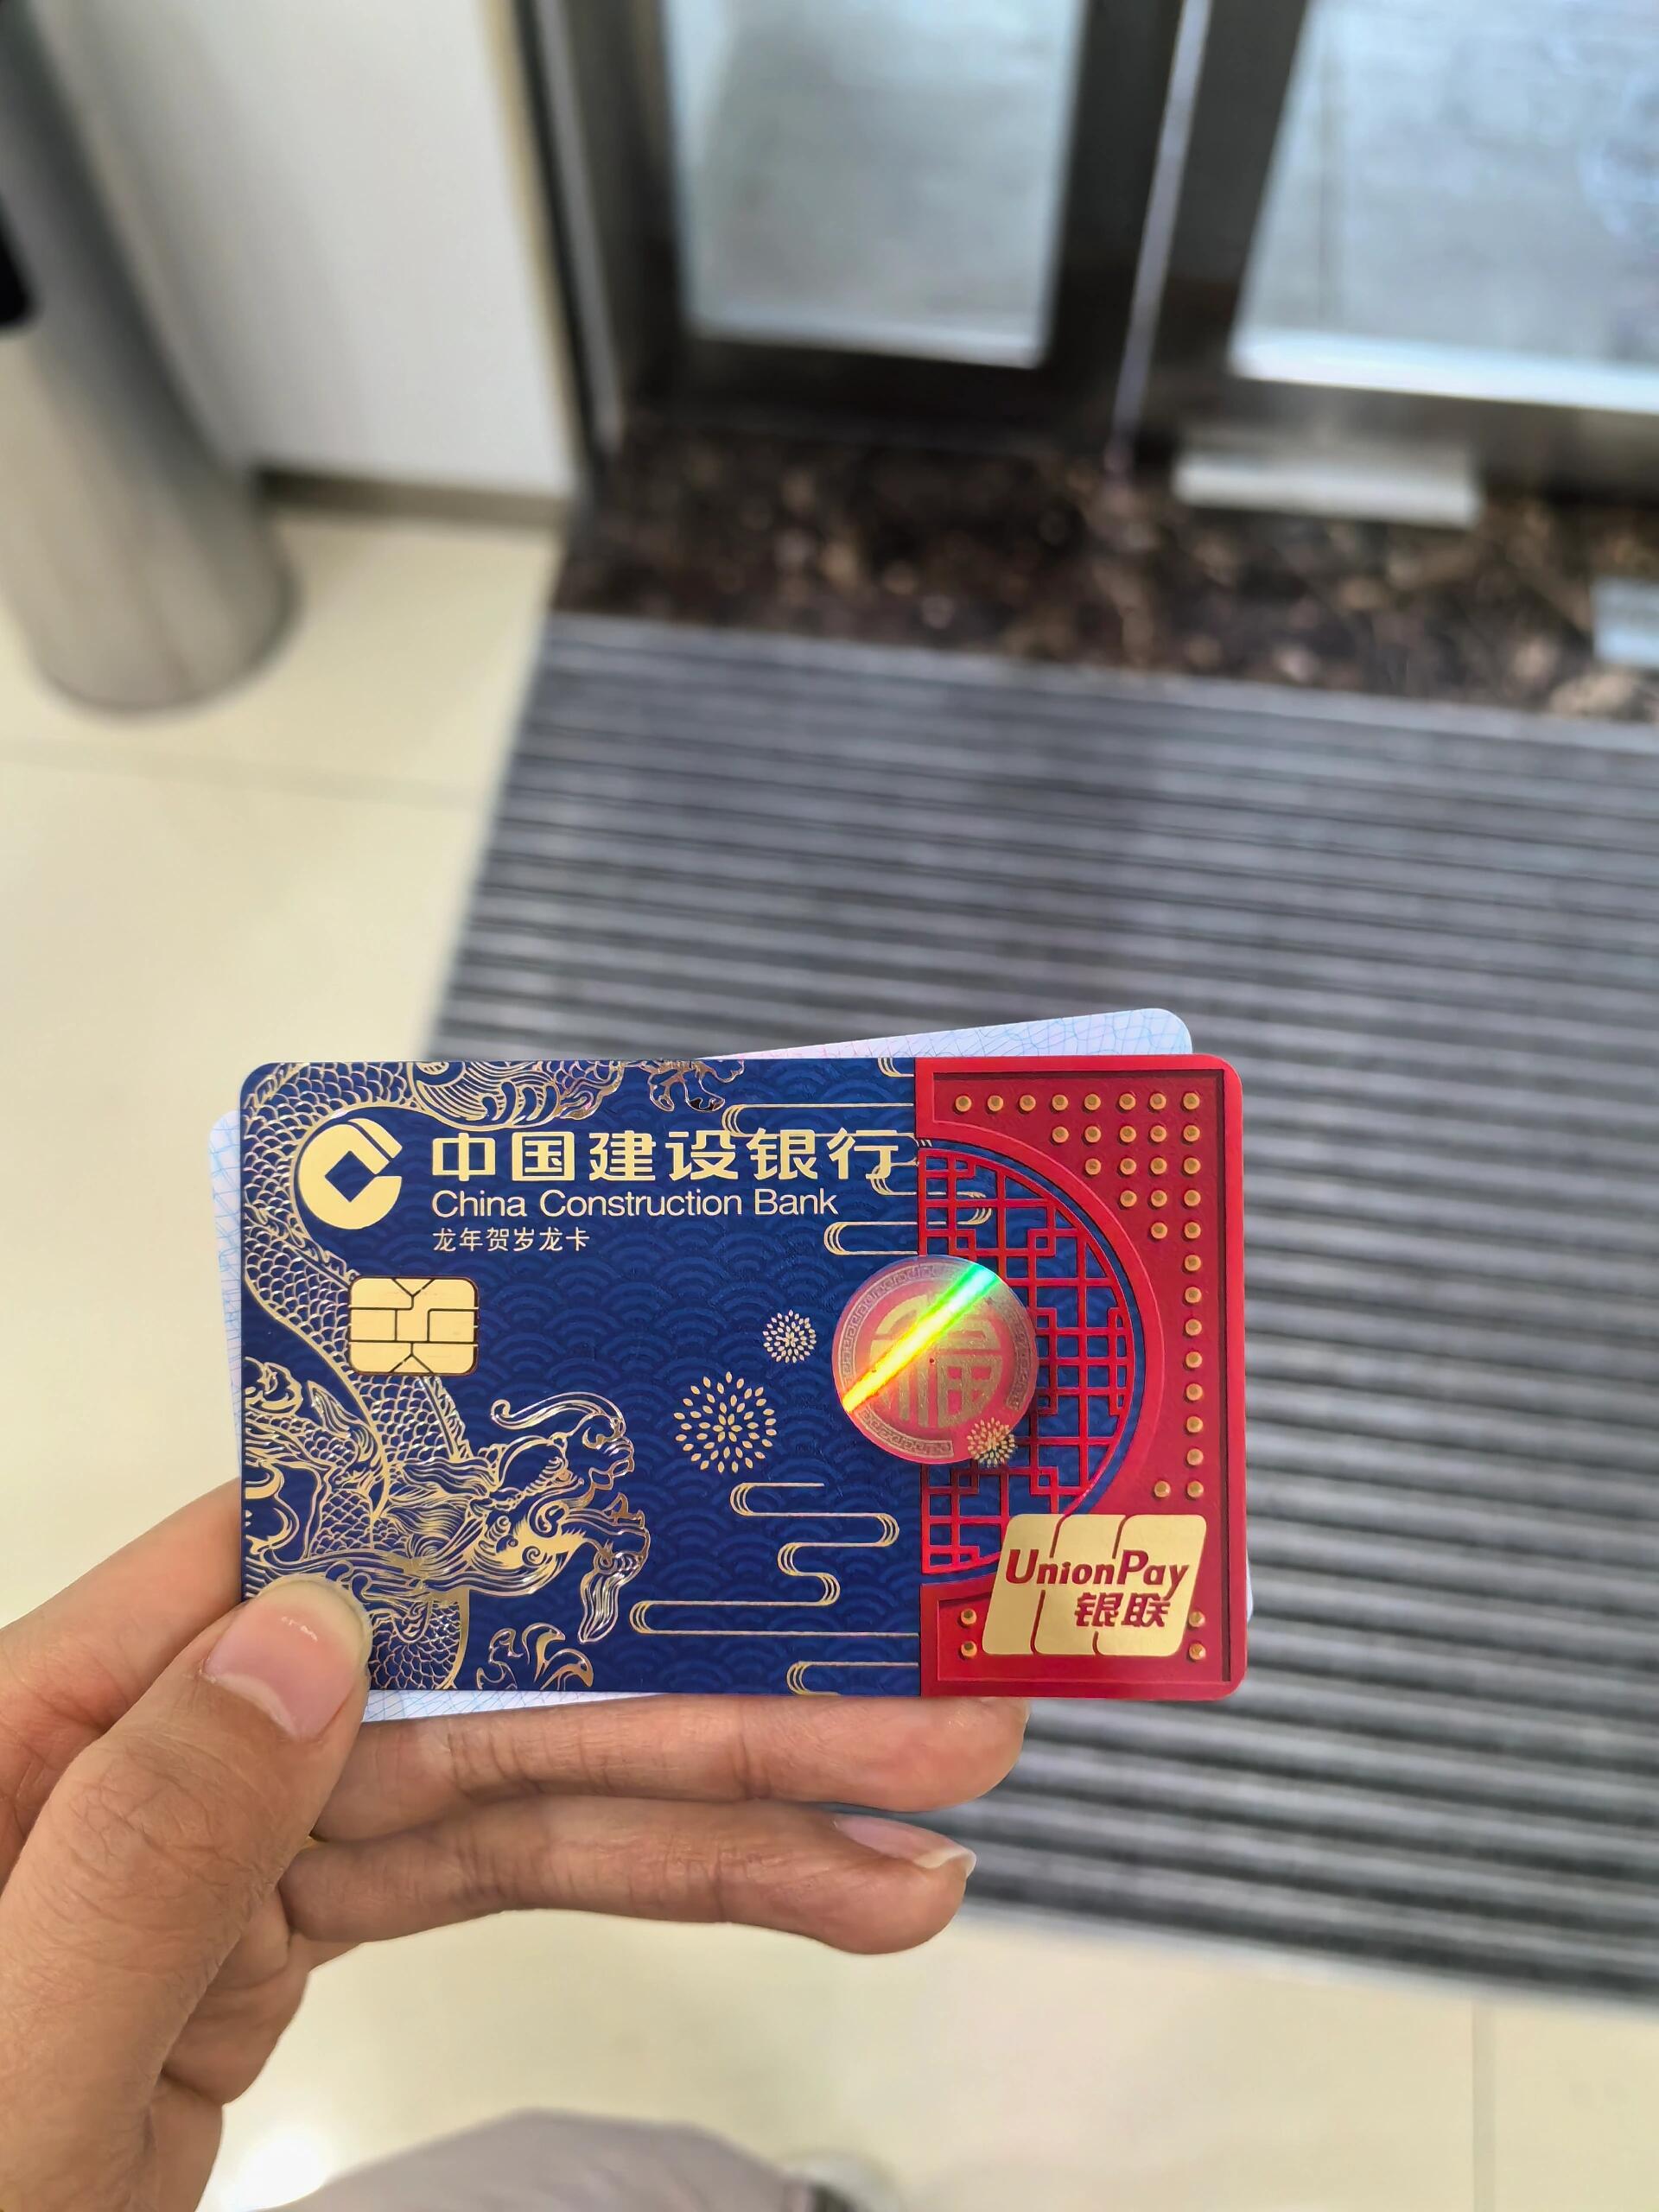 中国建设银行
China Construction Bank
龙年贺岁龙卡
福
UnionPay
银联